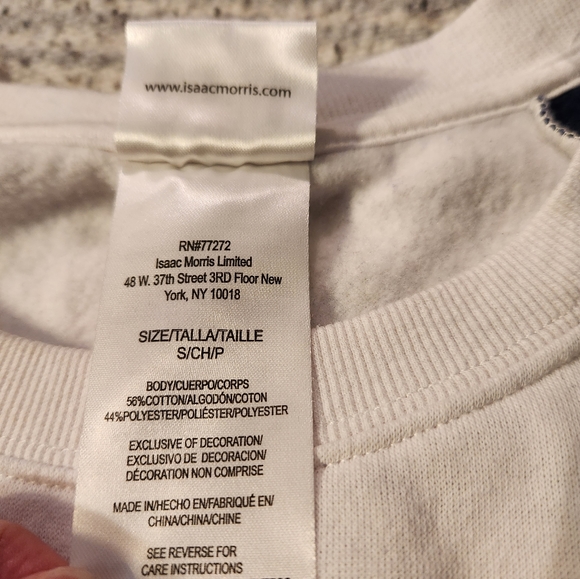 www.isaacmorris.com
RN#77272
Isaac Morris Limited
48 W. 37th Street 3RD Floor New
York, NY 10018
SIZE/TALLA/TAILLE
S/CH/P
BODY/CUERPO/CORPS
56%COTTON/ALGODÓN/COTON
44%POLYESTER/POLIÉSTER/POLYESTER
EXCLUSIVE OF DECORATION/
EXCLUSIVO DE DECORACION/
DÉCORATION NON COMPRISE
MADE IN/HECHO EN/FABRIQUÉ EN/
CHINA/CHINA/CHINE
SEE REVERSE FOR
CARE INSTRUCTIONS